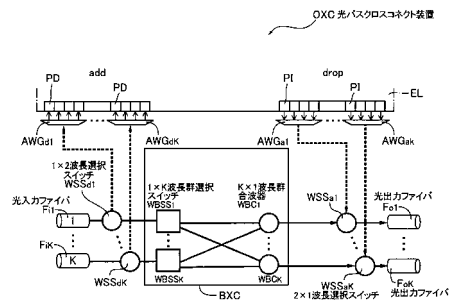 OXC 光パスクロスコネクト装置
add
drop
PD
PD
PI
PI
EL
AWGd1
AWGdK
AWGa1
AWGak
1×2波長選択
スイッチ
WSSd1
1×K波長群選択
スイッチ
WBSS1
K×1波長群
合波器
WBC1
WSSa1
光入力ファイバ
Fi1
i
光出力ファイバ
Fo1
FiK
K
WSSdK
WBSSK
WBCK
WSSaK
2×1波長選択スイッチ
FoK
光出力ファイバ
BXC